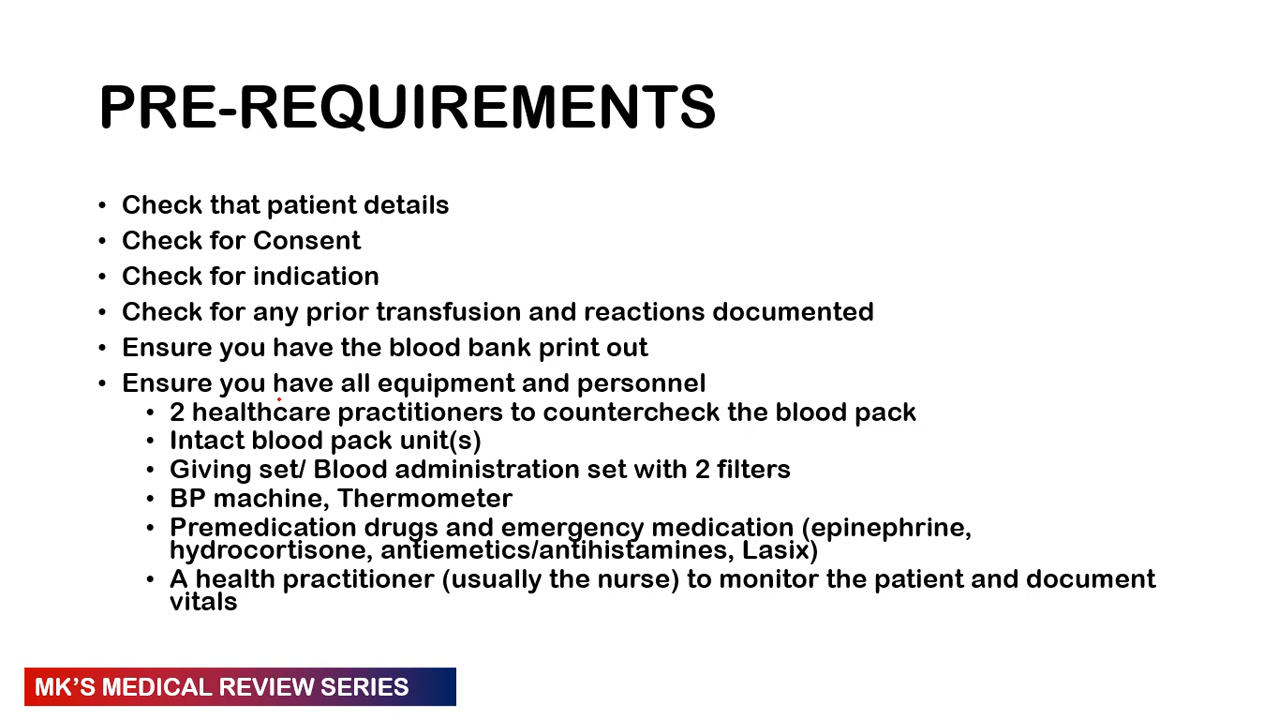 PRE-REQUIREMENTS
• Check that patient details
• Check for Consent
• Check for indication
• Check for any prior transfusion and reactions documented
• Ensure you have the blood bank print out
• Ensure you have all equipment and personnel
• 2 healthcare practitioners to countercheck the blood pack
• Intact blood pack unit(s)
• Giving set/ Blood administration set with 2 filters
• BP machine, Thermometer
• Premedication drugs and emergency medication (epinephrine,
hydrocortisone, antiemetics/antihistamines, Lasix)
• A health practitioner (usually the nurse) to monitor the patient and document
vitals
MK'S MEDICAL REVIEW SERIES